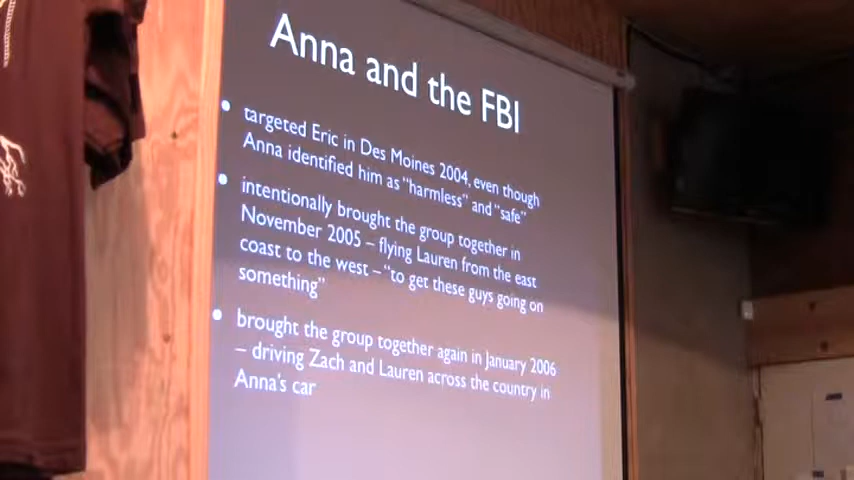 Anna and the FBI
• targeted Eric in Des Moines 2004, even though
Anna identified him as "harmless" and "safe"
• intentionally brought the group together in
November 2005 – flying Lauren from the east
coast to the west – "to get these guys going on
something"
• brought the group together again in January 2006
– driving Zach and Lauren across the country in
Anna's car